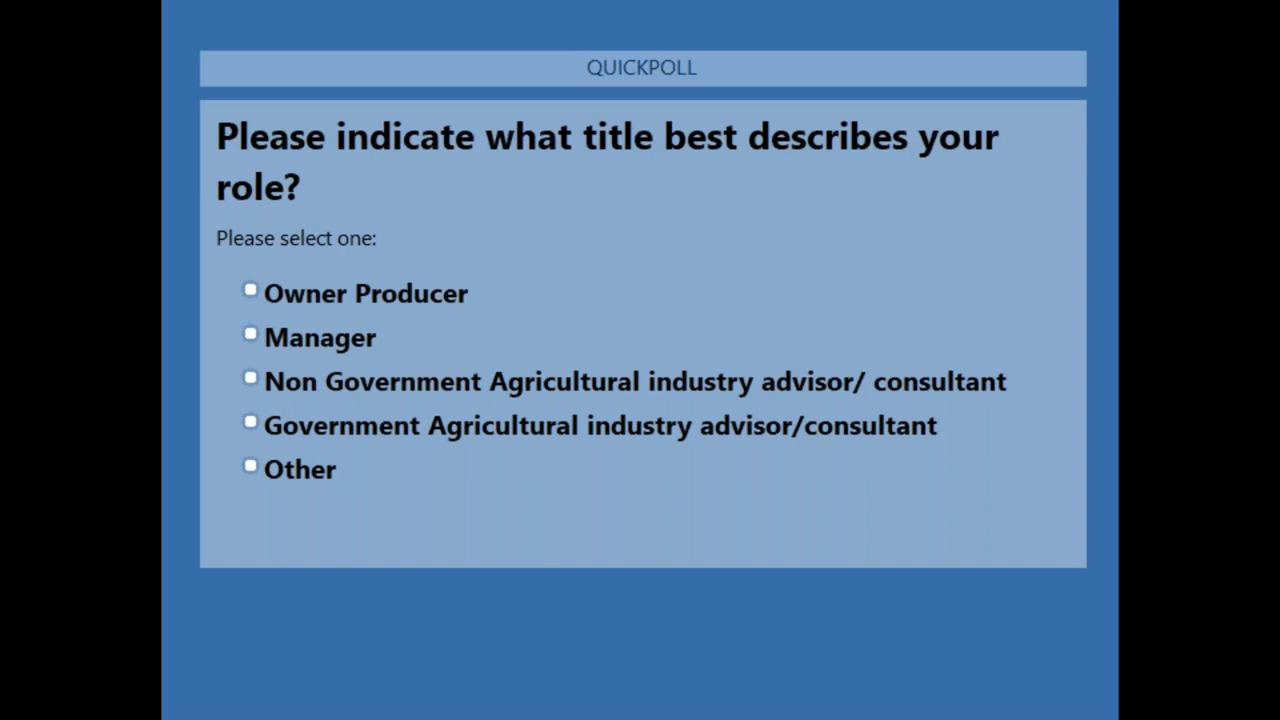 QUICKPOLL
Please indicate what title best describes your
role?
Please select one:
Owner Producer
Manager
Non Government Agricultural industry advisor/ consultant
Government Agricultural industry advisor/consultant
Other